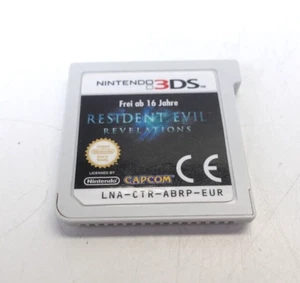 NINTENDO 3DS
Frei ab 16 Jahre
RESIDENT EVIL
REVELATIONS
LICENSED BY
Nintendo
CAPCOM
CE
LNA-CTR-ABRP-EUR